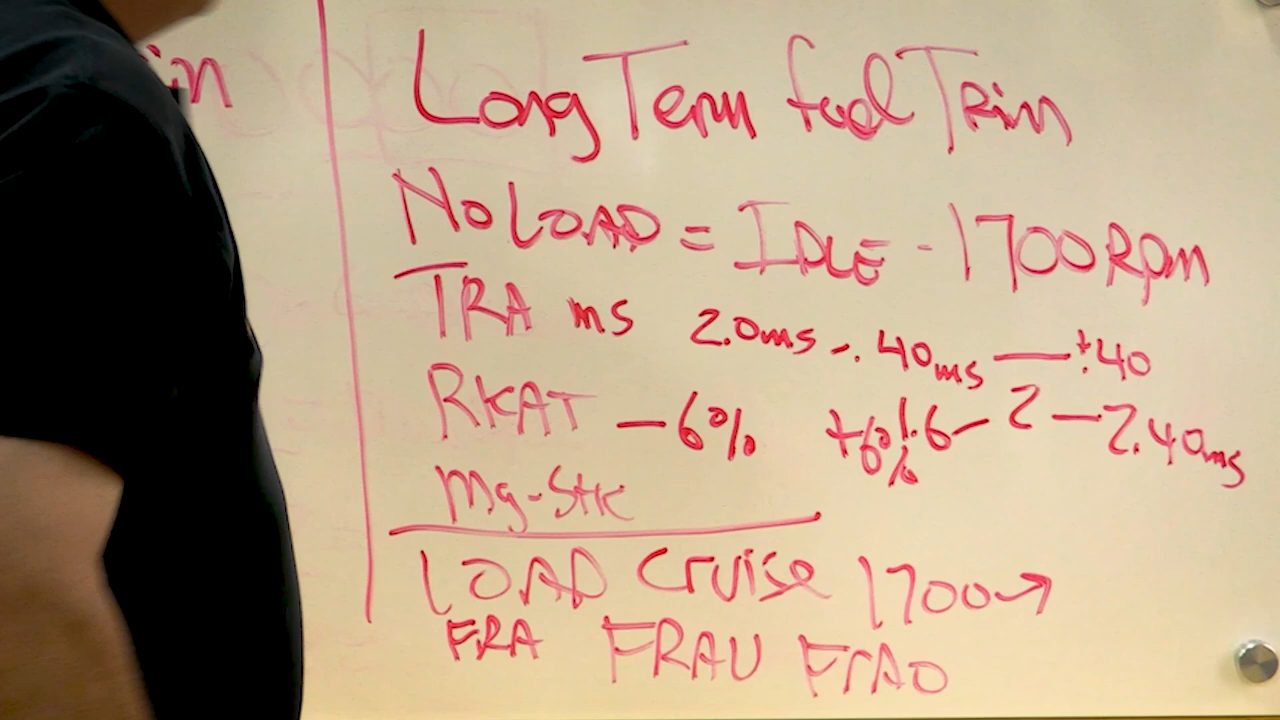 in
Long Term fuel Trim
No LOAD = IDLE - 1700 Rpm
TRA ms 2.0ms -.40ms — +.40
RKAT -6% +6% 1.6 - 2 - 2.40ms
mg-Stk
LOAD Cruise 1700→
FRA FRAU FRAO